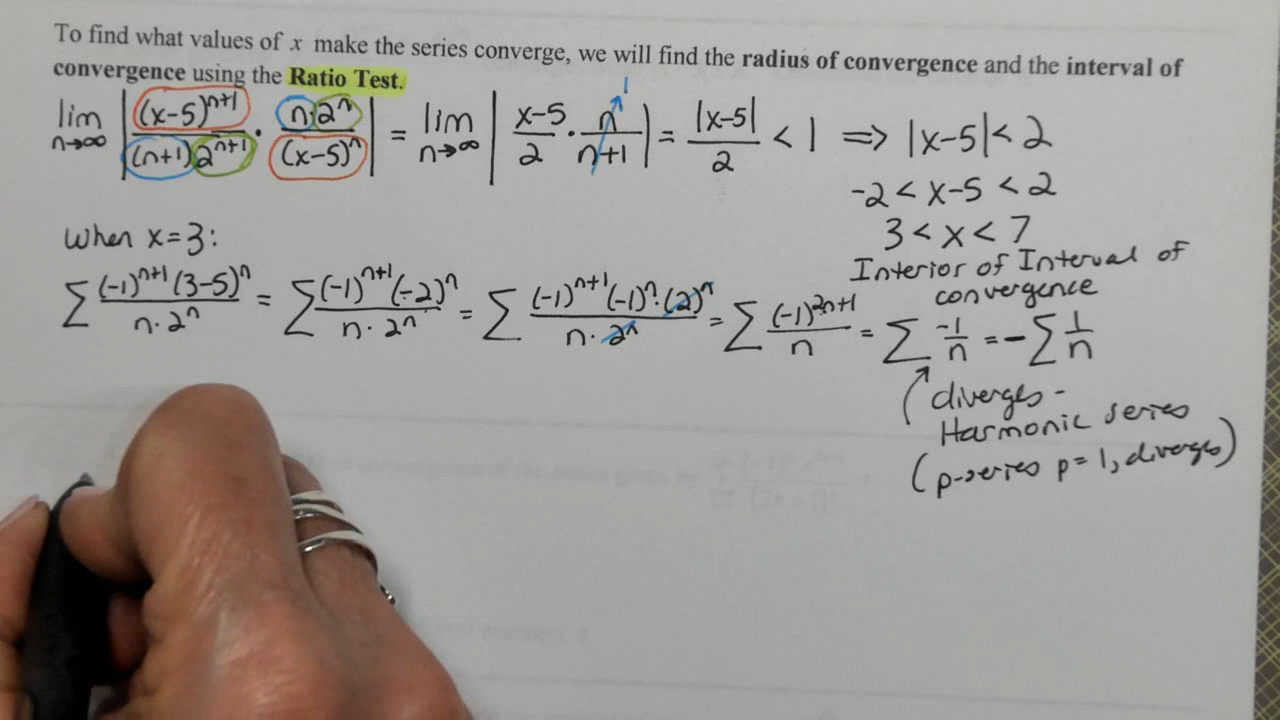 To find what values of x make the series converge, we will find the radius of convergence and the interval of
convergence using the Ratio Test.
lim n→∞ |(x-5)^(n+1) / (n+1)2^(n+1) · n·2^n / (x-5)^n| = lim n→∞ |x-5 / 2 · n / n+1| = |x-5| / 2 < 1 ⇒ |x-5| < 2
1
-2 < x-5 < 2
3 < x < 7
Interior of Interval of
convergence
When x=3:
∑ (-1)^(n+1) (3-5)^n / n·2^n = ∑ (-1)^(n+1) (-2)^n / n·2^n = ∑ (-1)^(n+1) (-1)^n · (2)^n / n·2^n = ∑ (-1)^(2n+1) / n = ∑ -1/n = -∑ 1/n
diverges -
Harmonic series
(p-series p=1, diverges)